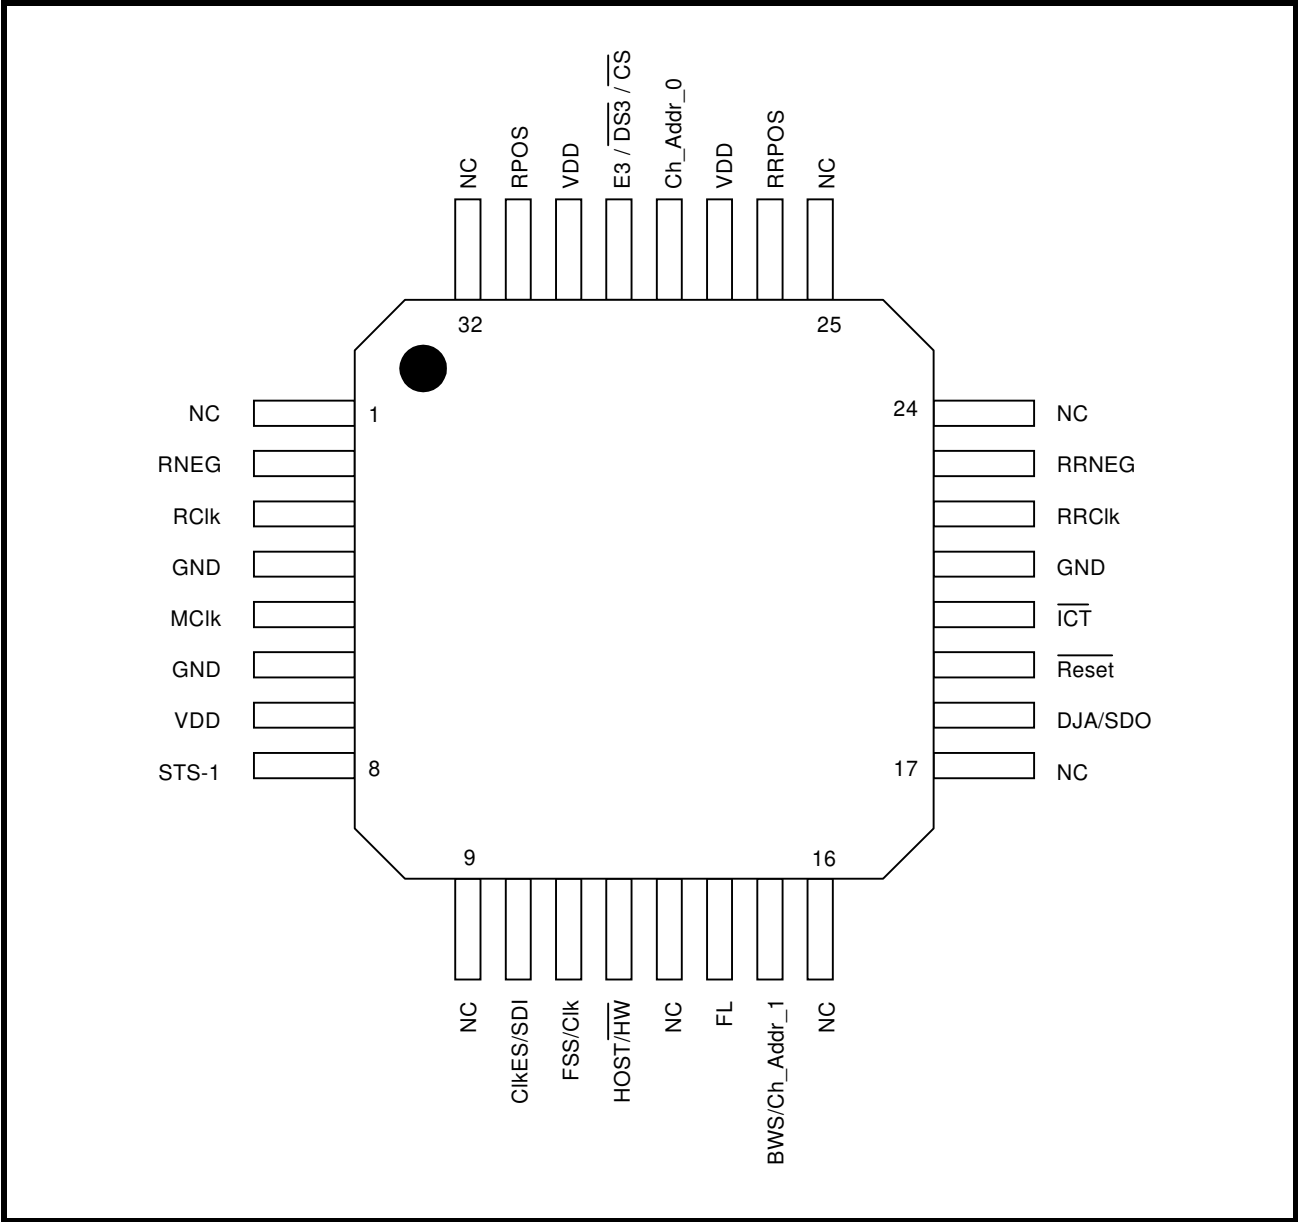 NC
RPOS
VDD
E3 / DS3 / CS
Ch_Addr_0
VDD
RRPOS
NC
32
25
NC
1
24
NC
RNEG
RRNEG
RClk
RRClk
GND
GND
MClk
ICT
GND
Reset
VDD
DJA/SDO
STS-1
8
17
NC
9
16
NC
ClkES/SDI
FSS/Clk
HOST/HW
NC
FL
BWS/Ch_Addr_1
NC